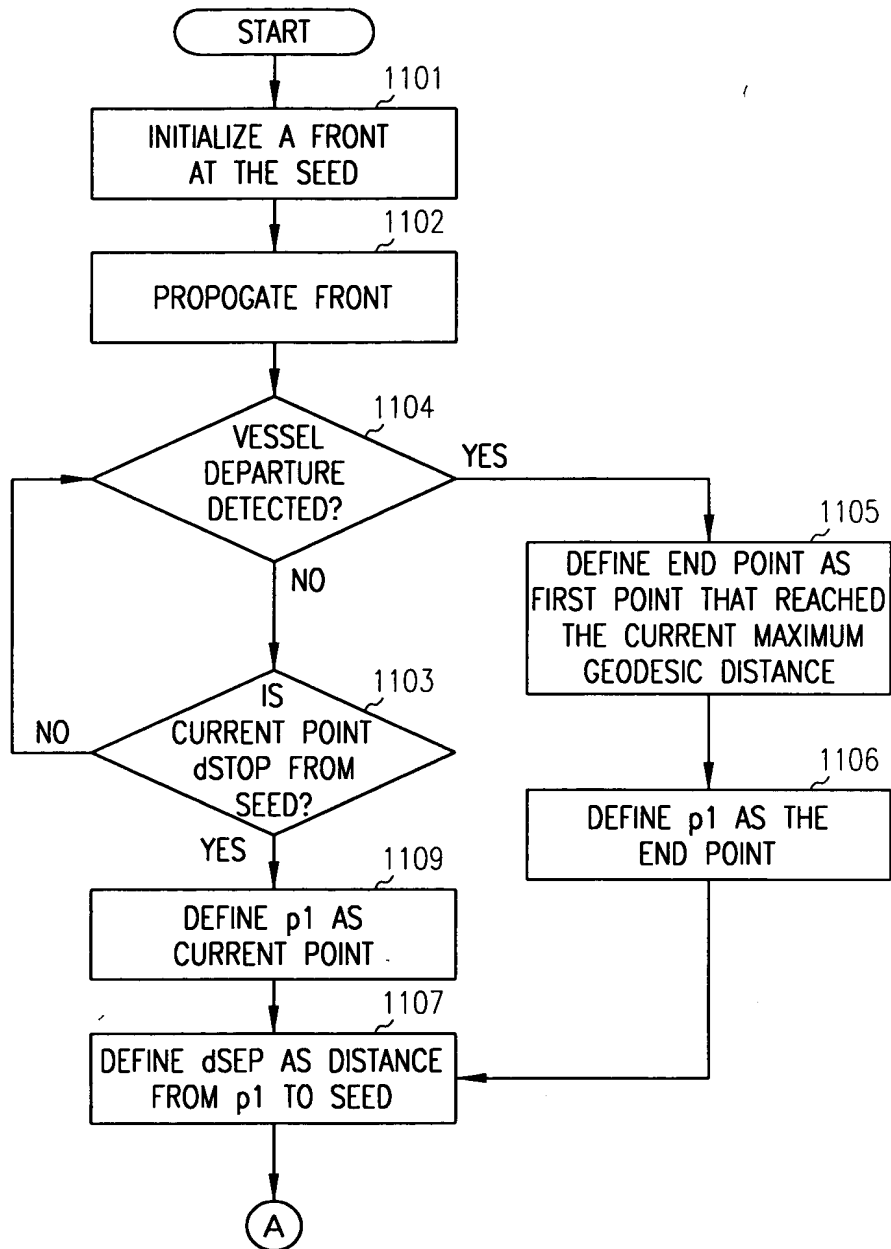 START
1101
INITIALIZE A FRONT
AT THE SEED
1102
PROPOGATE FRONT
1104
VESSEL
DEPARTURE
DETECTED?
YES
NO
1105
DEFINE END POINT AS
FIRST POINT THAT REACHED
THE CURRENT MAXIMUM
GEODESIC DISTANCE
1103
IS
CURRENT POINT
dSTOP FROM
SEED?
NO
YES
1106
DEFINE p1 AS THE
END POINT
1109
DEFINE p1 AS
CURRENT POINT
1107
DEFINE dSEP AS DISTANCE
FROM p1 TO SEED
A